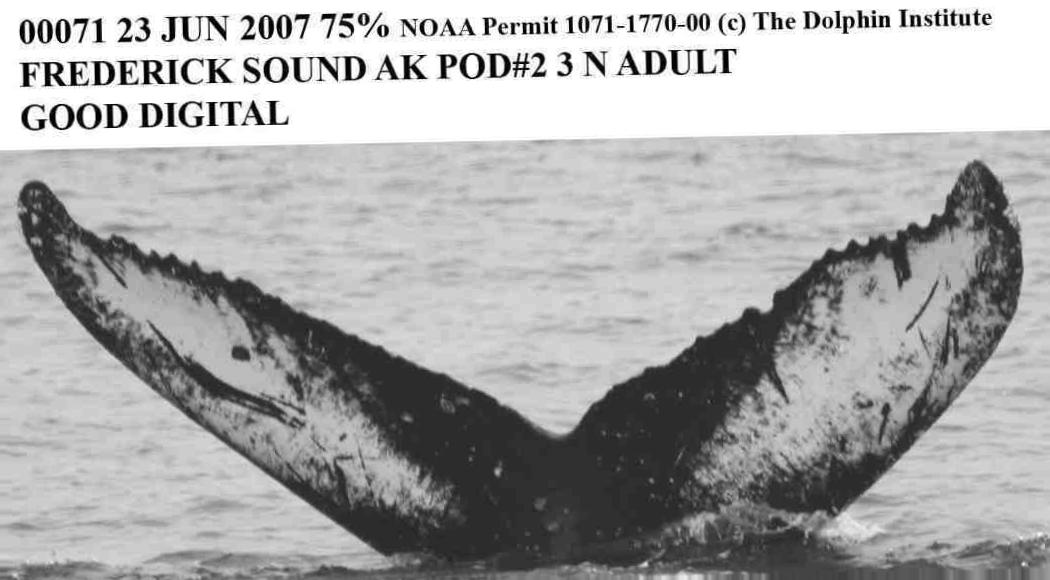 00071 23 JUN 2007 75% NOAA Permit 1071-1770-00 (c) The Dolphin Institute
FREDERICK SOUND AK POD#2 3 N ADULT
GOOD DIGITAL